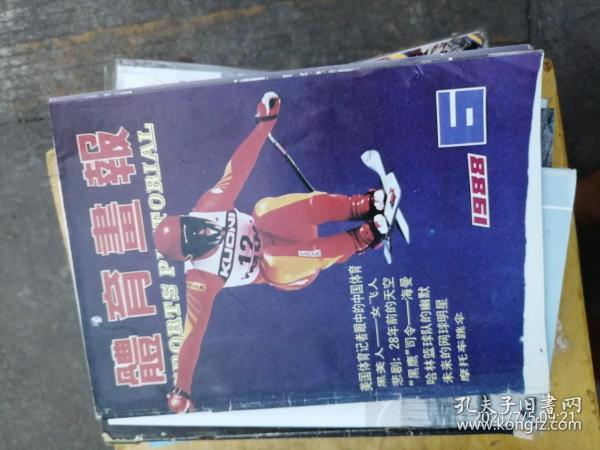 體育畫報
SPORTS PICTORIAL
5
1988
KUONI
12
美国体育记者眼中的中国体育
黑美人——女飞人
悲剧：28年前的天空
“黑鹰”司令——海曼
哈林篮球队的幽默
未来的网球明星
摩托车跳伞
孔夫子旧书网
www.kongfz.com